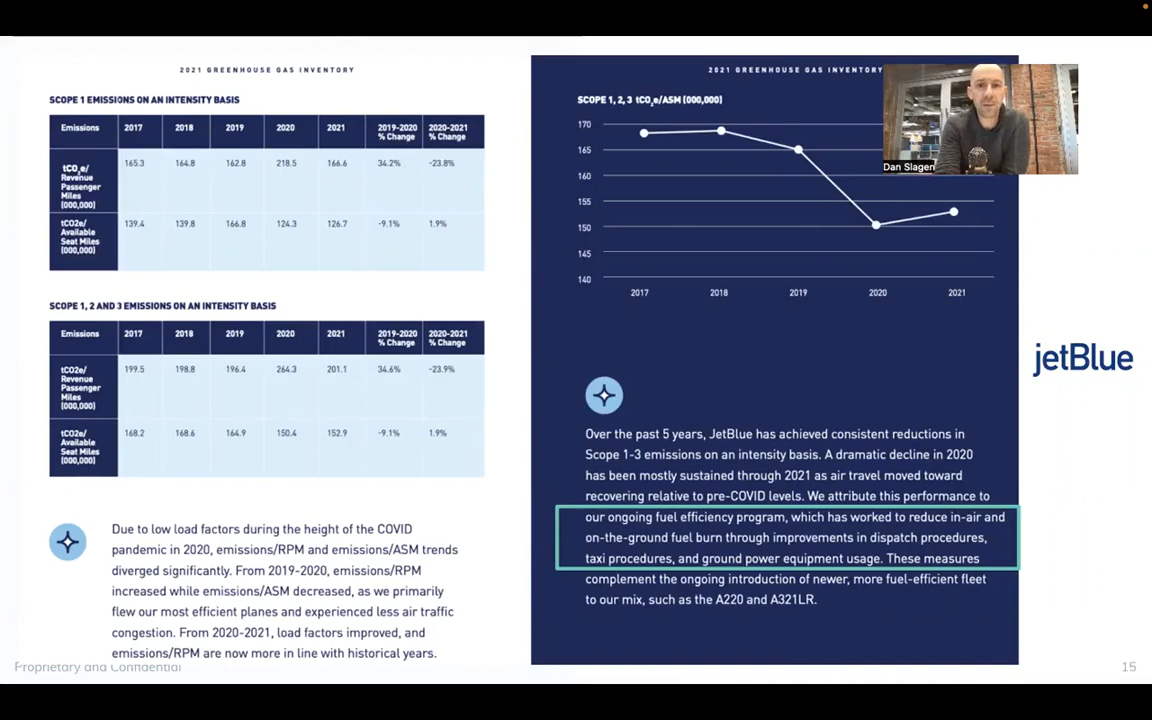 2021 GREENHOUSE GAS INVENTORY
SCOPE 1 EMISSIONS ON AN INTENSITY BASIS
Emissions 2017 2018 2019 2020 2021 2019-2020 % Change 2020-2021 % Change
tCO2e/ Revenue Passenger Miles (000,000) 165.3 164.8 162.8 218.5 166.6 34.2% -23.8%
tCO2e/ Available Seat Miles (000,000) 139.4 139.8 166.8 124.3 126.7 -9.1% 1.9%
SCOPE 1, 2 AND 3 EMISSIONS ON AN INTENSITY BASIS
Emissions 2017 2018 2019 2020 2021 2019-2020 % Change 2020-2021 % Change
tCO2e/ Revenue Passenger Miles (000,000) 199.5 198.8 196.4 264.3 201.1 34.6% -23.9%
tCO2e/ Available Seat Miles (000,000) 168.2 168.6 164.9 150.4 152.9 -9.1% 1.9%
Due to low load factors during the height of the COVID
pandemic in 2020, emissions/RPM and emissions/ASM trends
diverged significantly. From 2019-2020, emissions/RPM
increased while emissions/ASM decreased, as we primarily
flew our most efficient planes and experienced less air traffic
congestion. From 2020-2021, load factors improved, and
emissions/RPM are now more in line with historical years.
Proprietary and Confidential
2021 GREENHOUSE GAS INVENTORY
SCOPE 1, 2, 3 tCO2e/ASM (000,000)
170
165
160
155
150
145
140
2017 2018 2019 2020 2021
Dan Slagen
jetBlue
Over the past 5 years, JetBlue has achieved consistent reductions in
Scope 1-3 emissions on an intensity basis. A dramatic decline in 2020
has been mostly sustained through 2021 as air travel moved toward
recovering relative to pre-COVID levels. We attribute this performance to
our ongoing fuel efficiency program, which has worked to reduce in-air and
on-the-ground fuel burn through improvements in dispatch procedures,
taxi procedures, and ground power equipment usage. These measures
complement the ongoing introduction of newer, more fuel-efficient fleet
to our mix, such as the A220 and A321LR.
15